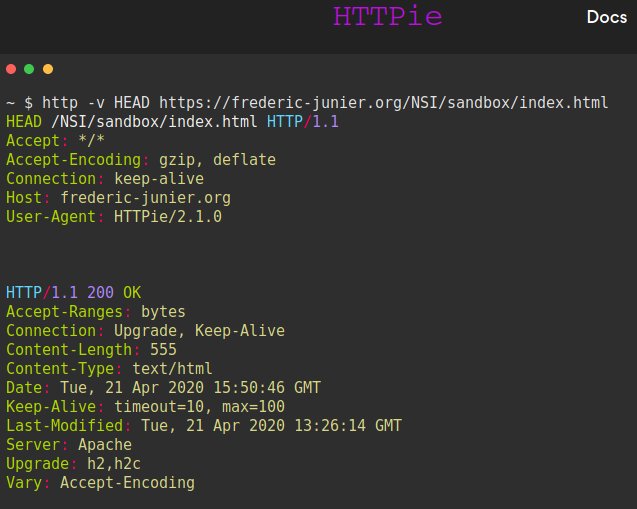 HTTPie
Docs
~ $ http -v HEAD https://frederic-junier.org/NSI/sandbox/index.html
HEAD /NSI/sandbox/index.html HTTP/1.1
Accept: */*
Accept-Encoding: gzip, deflate
Connection: keep-alive
Host: frederic-junier.org
User-Agent: HTTPie/2.1.0
HTTP/1.1 200 OK
Accept-Ranges: bytes
Connection: Upgrade, Keep-Alive
Content-Length: 555
Content-Type: text/html
Date: Tue, 21 Apr 2020 15:50:46 GMT
Keep-Alive: timeout=10, max=100
Last-Modified: Tue, 21 Apr 2020 13:26:14 GMT
Server: Apache
Upgrade: h2,h2c
Vary: Accept-Encoding